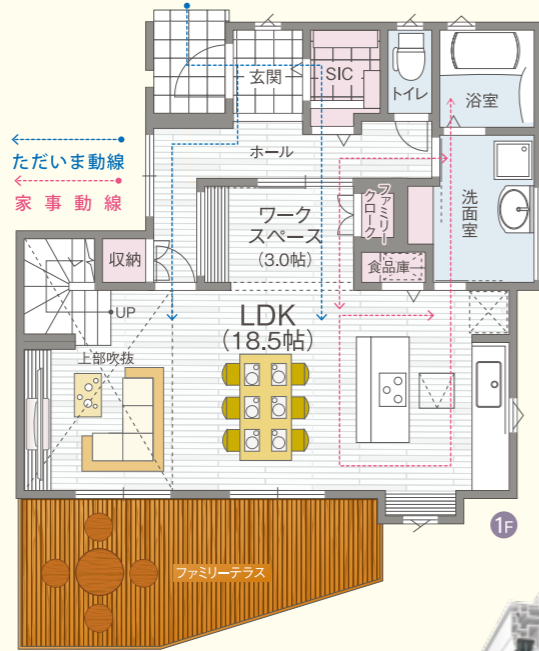 玄関
SIC
トイレ
浴室
ただいま動線
家事動線
ホール
ワーク
スペース
(3.0帖)
ファミリー
クローク
洗面室
収納
食品庫
UP
LDK
(18.5帖)
上部吹抜
1F
ファミリーテラス